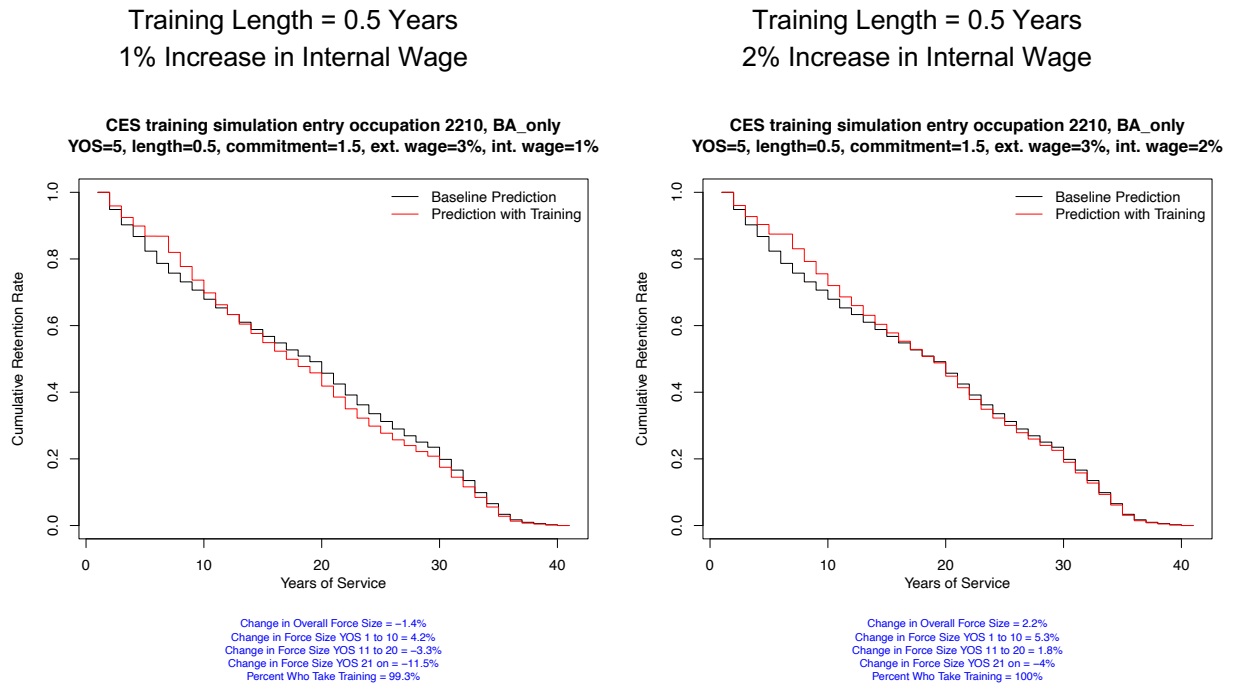 Training Length = 0.5 Years
1% Increase in Internal Wage
CES training simulation entry occupation 2210, BA_only
YOS=5, length=0.5, commitment=1.5, ext. wage=3%, int. wage=1%
Baseline Prediction
Prediction with Training
Cumulative Retention Rate
1.0
0.8
0.6
0.4
0.2
0.0
0 10 20 30 40
Years of Service
Change in Overall Force Size = −1.4%
Change in Force Size YOS 1 to 10 = 4.2%
Change in Force Size YOS 11 to 20 = −3.3%
Change in Force Size YOS 21 on = −11.5%
Percent Who Take Training = 99.3%
Training Length = 0.5 Years
2% Increase in Internal Wage
CES training simulation entry occupation 2210, BA_only
YOS=5, length=0.5, commitment=1.5, ext. wage=3%, int. wage=2%
Baseline Prediction
Prediction with Training
Cumulative Retention Rate
1.0
0.8
0.6
0.4
0.2
0.0
0 10 20 30 40
Years of Service
Change in Overall Force Size = 2.2%
Change in Force Size YOS 1 to 10 = 5.3%
Change in Force Size YOS 11 to 20 = 1.8%
Change in Force Size YOS 21 on = −4%
Percent Who Take Training = 100%